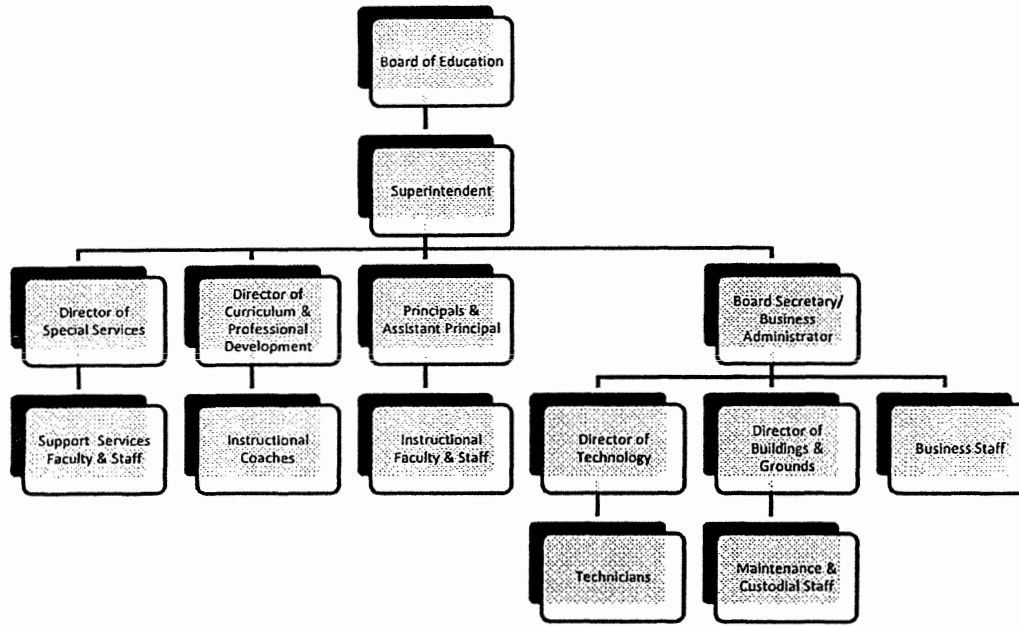 Board of Education
Superintendent
Director of
Special Services
Director of
Curriculum &
Professional
Development
Principals &
Assistant Principal
Board Secretary/
Business
Administrator
Support Services
Faculty & Staff
Instructional
Coaches
Instructional
Faculty & Staff
Director of
Technology
Director of
Buildings &
Grounds
Business Staff
Technicians
Maintenance &
Custodial Staff